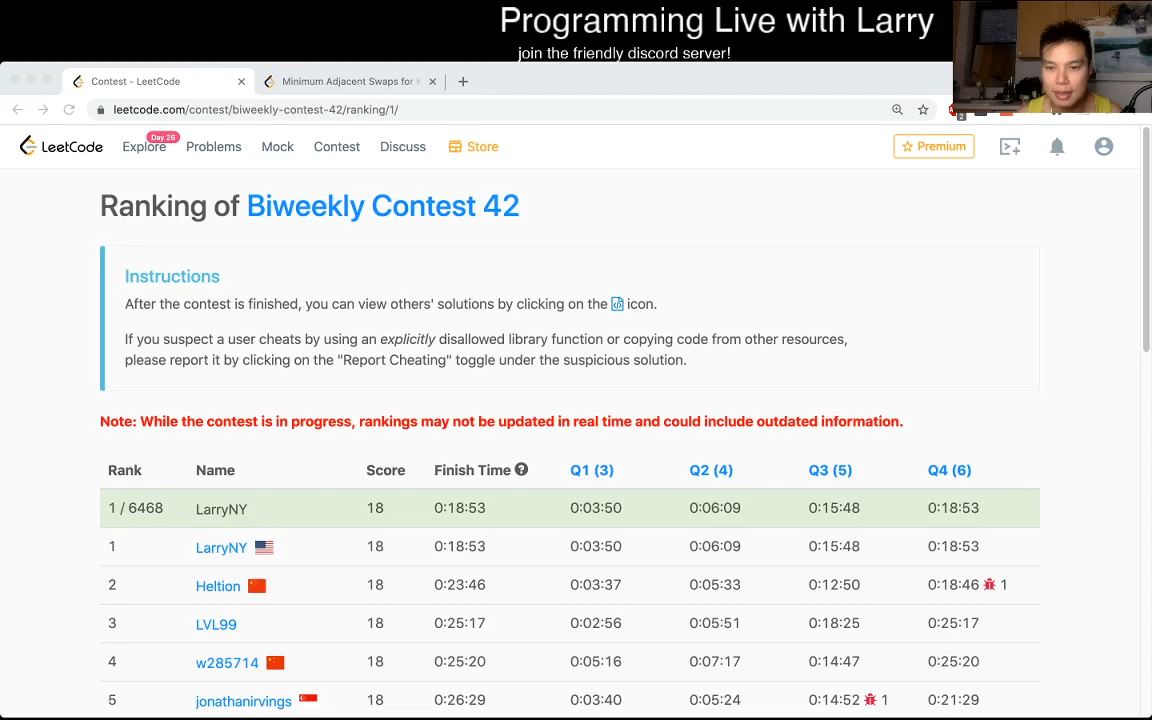 Programming Live with Larry
join the friendly discord server!
Contest - LeetCode
Minimum Adjacent Swaps for
leetcode.com/contest/biweekly-contest-42/ranking/1/
2
LeetCode Explore Day 26 Problems Mock Contest Discuss Store Premium
Ranking of Biweekly Contest 42
Instructions
After the contest is finished, you can view others' solutions by clicking on the icon.
If you suspect a user cheats by using an explicitly disallowed library function or copying code from other resources,
please report it by clicking on the "Report Cheating" toggle under the suspicious solution.
Note: While the contest is in progress, rankings may not be updated in real time and could include outdated information.
Rank Name Score Finish Time ? Q1 (3) Q2 (4) Q3 (5) Q4 (6)
1 / 6468 LarryNY 18 0:18:53 0:03:50 0:06:09 0:15:48 0:18:53
1 LarryNY 18 0:18:53 0:03:50 0:06:09 0:15:48 0:18:53
2 Heltion 18 0:23:46 0:03:37 0:05:33 0:12:50 0:18:46 1
3 LVL99 18 0:25:17 0:02:56 0:05:51 0:18:25 0:25:17
4 w285714 18 0:25:20 0:05:16 0:07:17 0:14:47 0:25:20
5 jonathanirvings 18 0:26:29 0:03:40 0:05:24 0:14:52 1 0:21:29